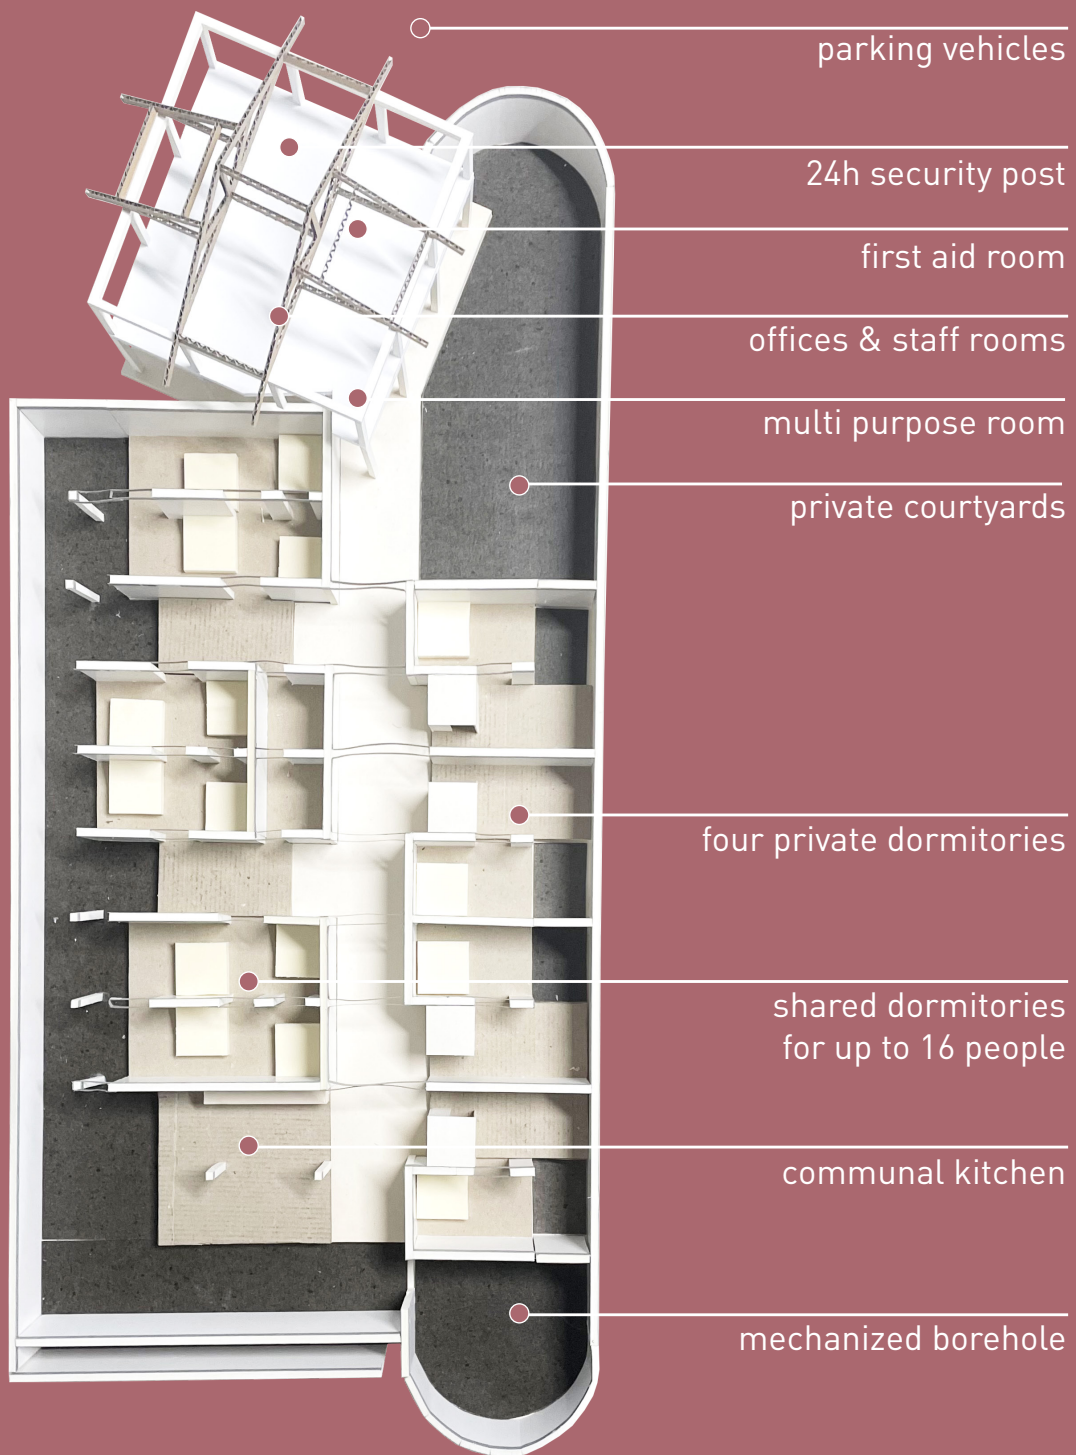 parking vehicles
24h security post
first aid room
offices & staff rooms
multi purpose room
private courtyards
four private dormitories
shared dormitories
for up to 16 people
communal kitchen
mechanized borehole